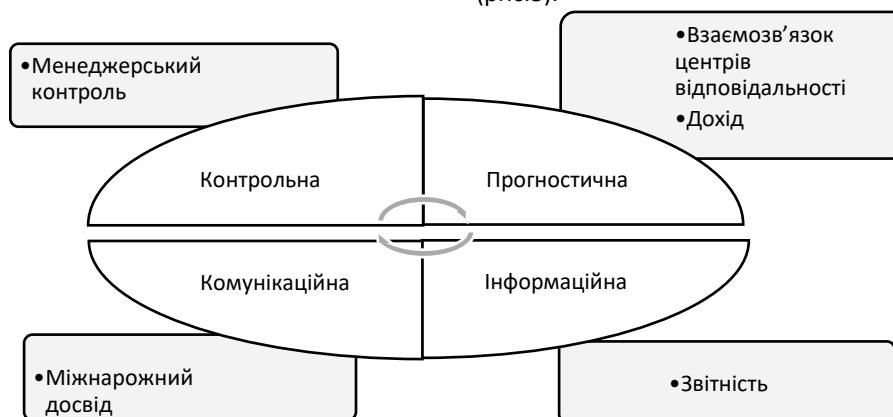 (рис.3).
•Менеджерський
контроль
•Взаємозв’язок
центрів
відповідальності
•Дохід
Контрольна
Прогностична
Комунікаційна
Інформаційна
•Міжнарожний
досвід
•Звітність